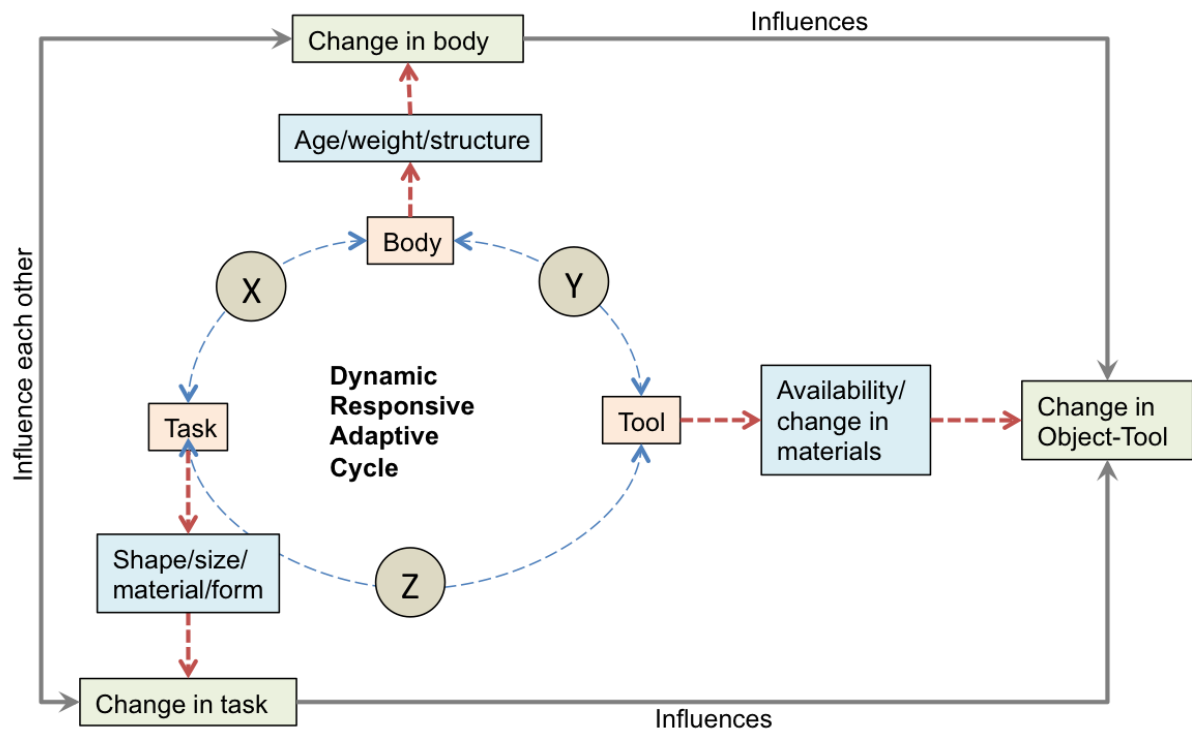 Influences
Change in body
Age/weight/structure
Influence each other
Body
X
Y
Dynamic
Responsive
Adaptive
Cycle
Task
Tool
Availability/
change in
materials
Change in
Object-Tool
Shape/size/
material/form
Z
Change in task
Influences